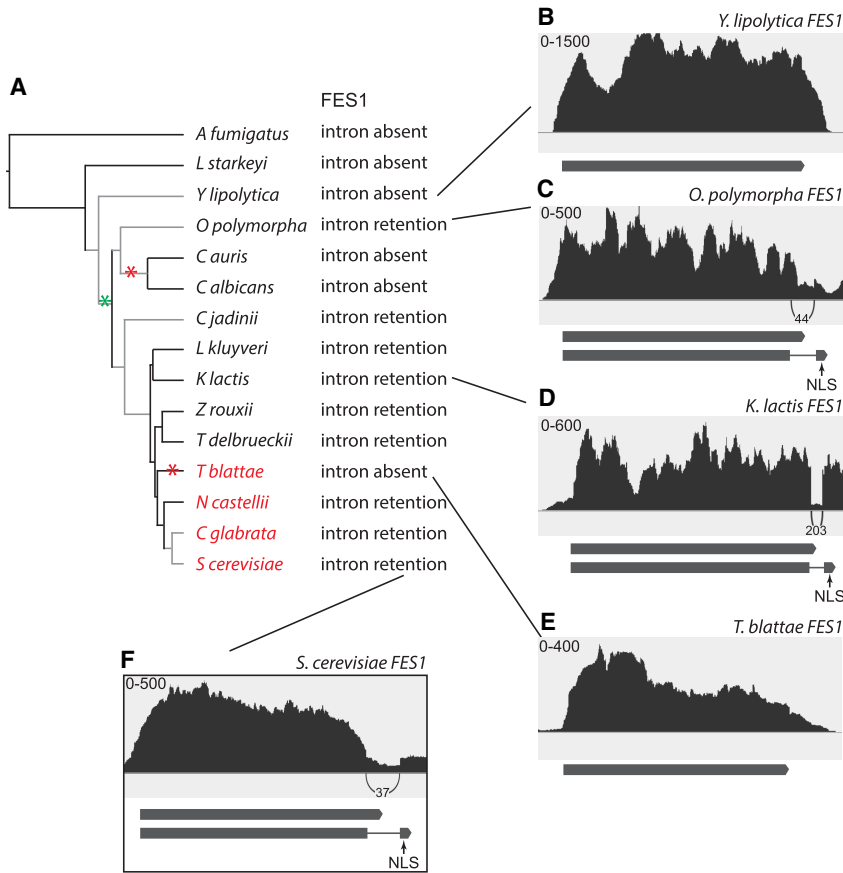 A
FES1
A fumigatus intron absent
L starkeyi intron absent
Y lipolytica intron absent
O polymorpha intron retention
C auris intron absent
C albicans intron absent
C jadinii intron retention
L kluyveri intron retention
K lactis intron retention
Z rouxii intron retention
T delbrueckii intron retention
T blattae intron absent
N castellii intron retention
C glabrata intron retention
S cerevisiae intron retention
B
Y. lipolytica FES1
0-1500
C
O. polymorpha FES1
0-500
44
NLS
D
K. lactis FES1
0-600
203
NLS
E
T. blattae FES1
0-400
F
S. cerevisiae FES1
0-500
37
NLS